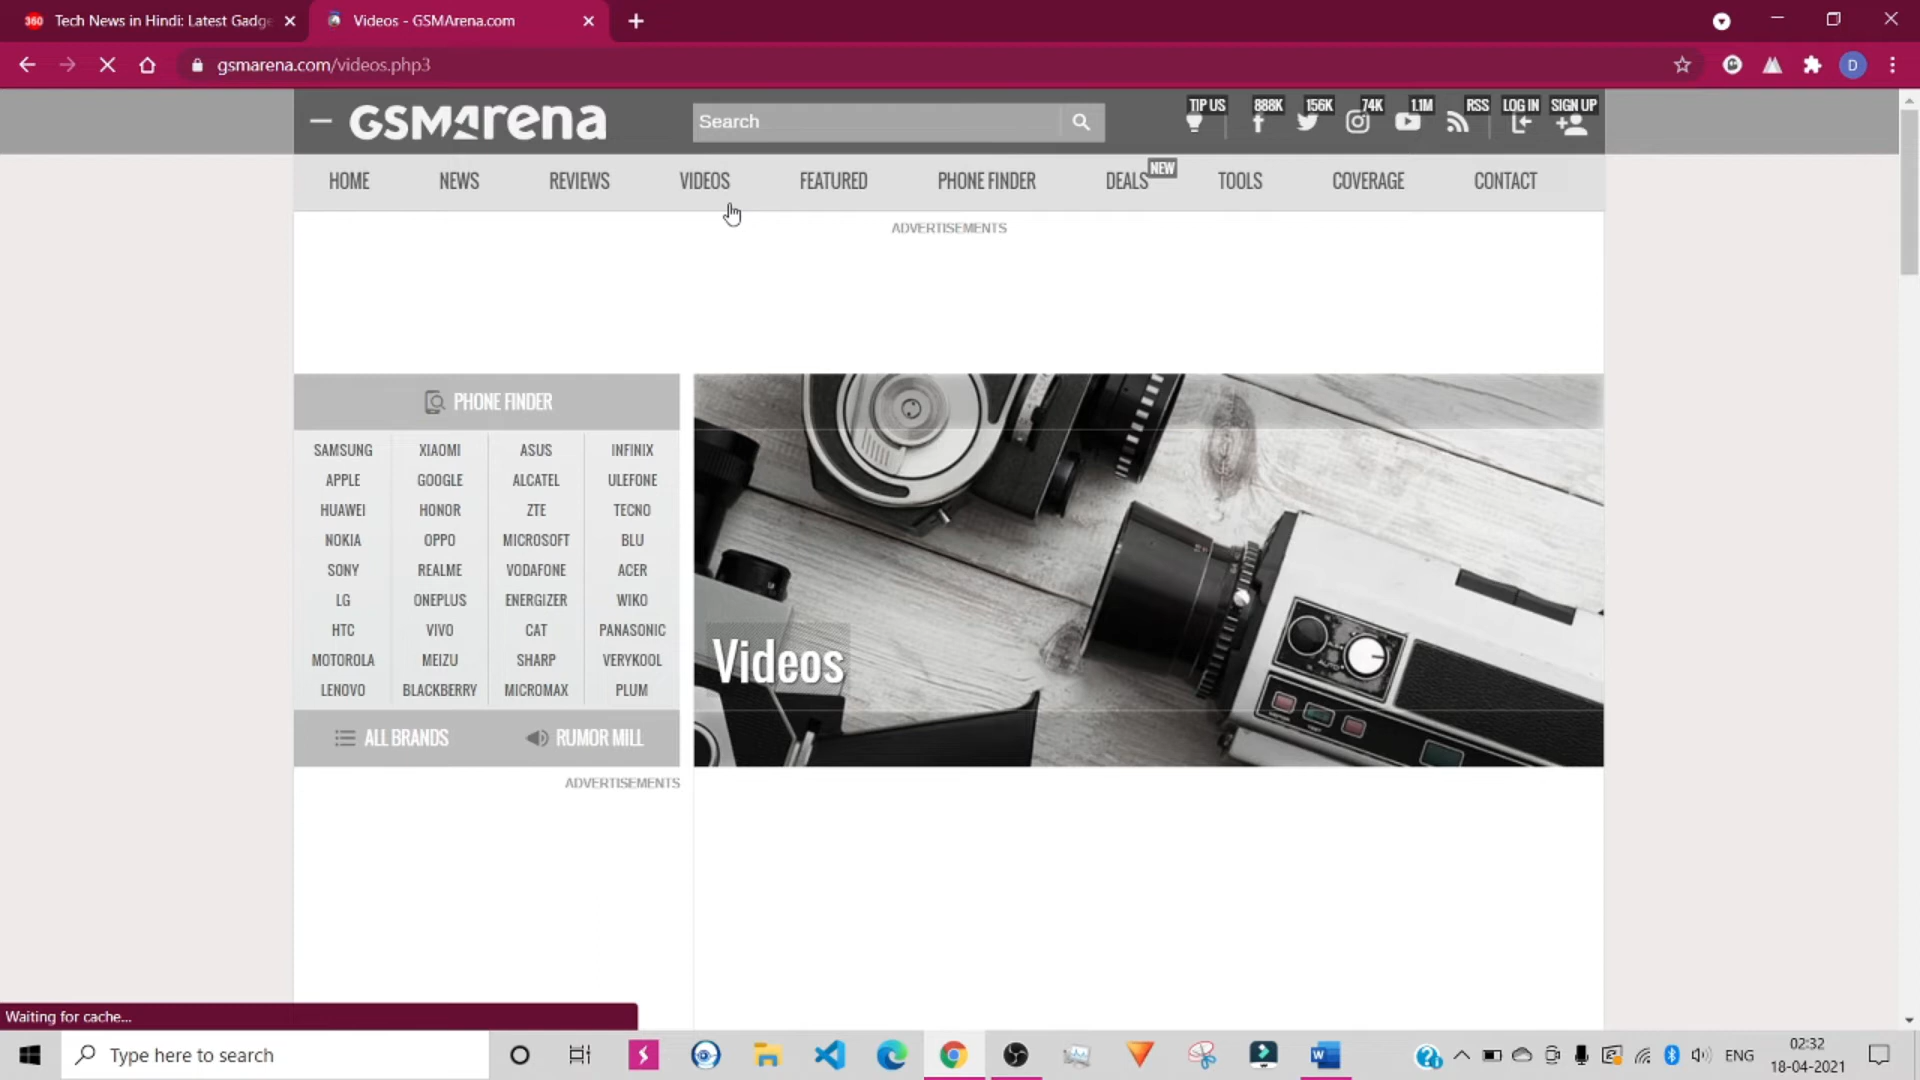 360 Tech News in Hindi: Latest Gadge
Videos - GSMArena.com
gsmarena.com/videos.php3
GSMArena
Search
TIP US
888K
156K
74K
1.1M
RSS
LOG IN
SIGN UP
HOME
NEWS
REVIEWS
VIDEOS
FEATURED
PHONE FINDER
DEALS
NEW
TOOLS
COVERAGE
CONTACT
ADVERTISEMENTS
PHONE FINDER
SAMSUNG XIAOMI ASUS INFINIX
APPLE GOOGLE ALCATEL ULEFONE
HUAWEI HONOR ZTE TECNO
NOKIA OPPO MICROSOFT BLU
SONY REALME VODAFONE ACER
LG ONEPLUS ENERGIZER WIKO
HTC VIVO CAT PANASONIC
MOTOROLA MEIZU SHARP VERYKOOL
LENOVO BLACKBERRY MICROMAX PLUM
ALL BRANDS
RUMOR MILL
Videos
ADVERTISEMENTS
Waiting for cache...
Type here to search
ENG
02:32
18-04-2021
D